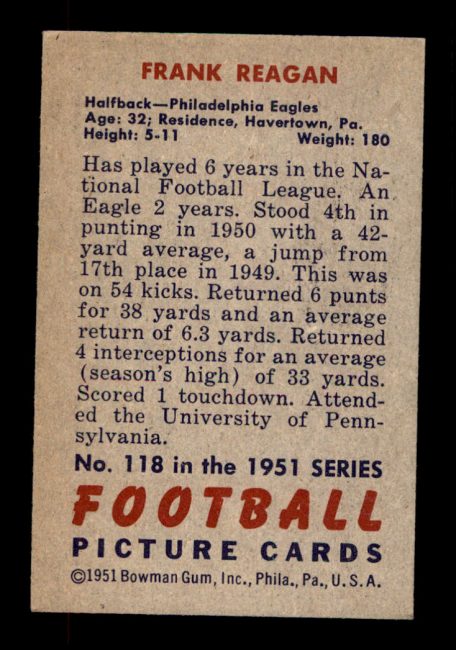 FRANK REAGAN
Halfback—Philadelphia Eagles
Age: 32; Residence, Havertown, Pa.
Height: 5-11 Weight: 180
Has played 6 years in the Na-
tional Football League. An
Eagle 2 years. Stood 4th in
punting in 1950 with a 42-
yard average, a jump from
17th place in 1949. This was
on 54 kicks. Returned 6 punts
for 38 yards and an average
return of 6.3 yards. Returned
4 interceptions for an average
(season's high) of 33 yards.
Scored 1 touchdown. Attend-
ed the University of Penn-
sylvania.
No. 118 in the 1951 SERIES
FOOTBALL
PICTURE CARDS
©1951 Bowman Gum, Inc., Phila., Pa., U. S. A.